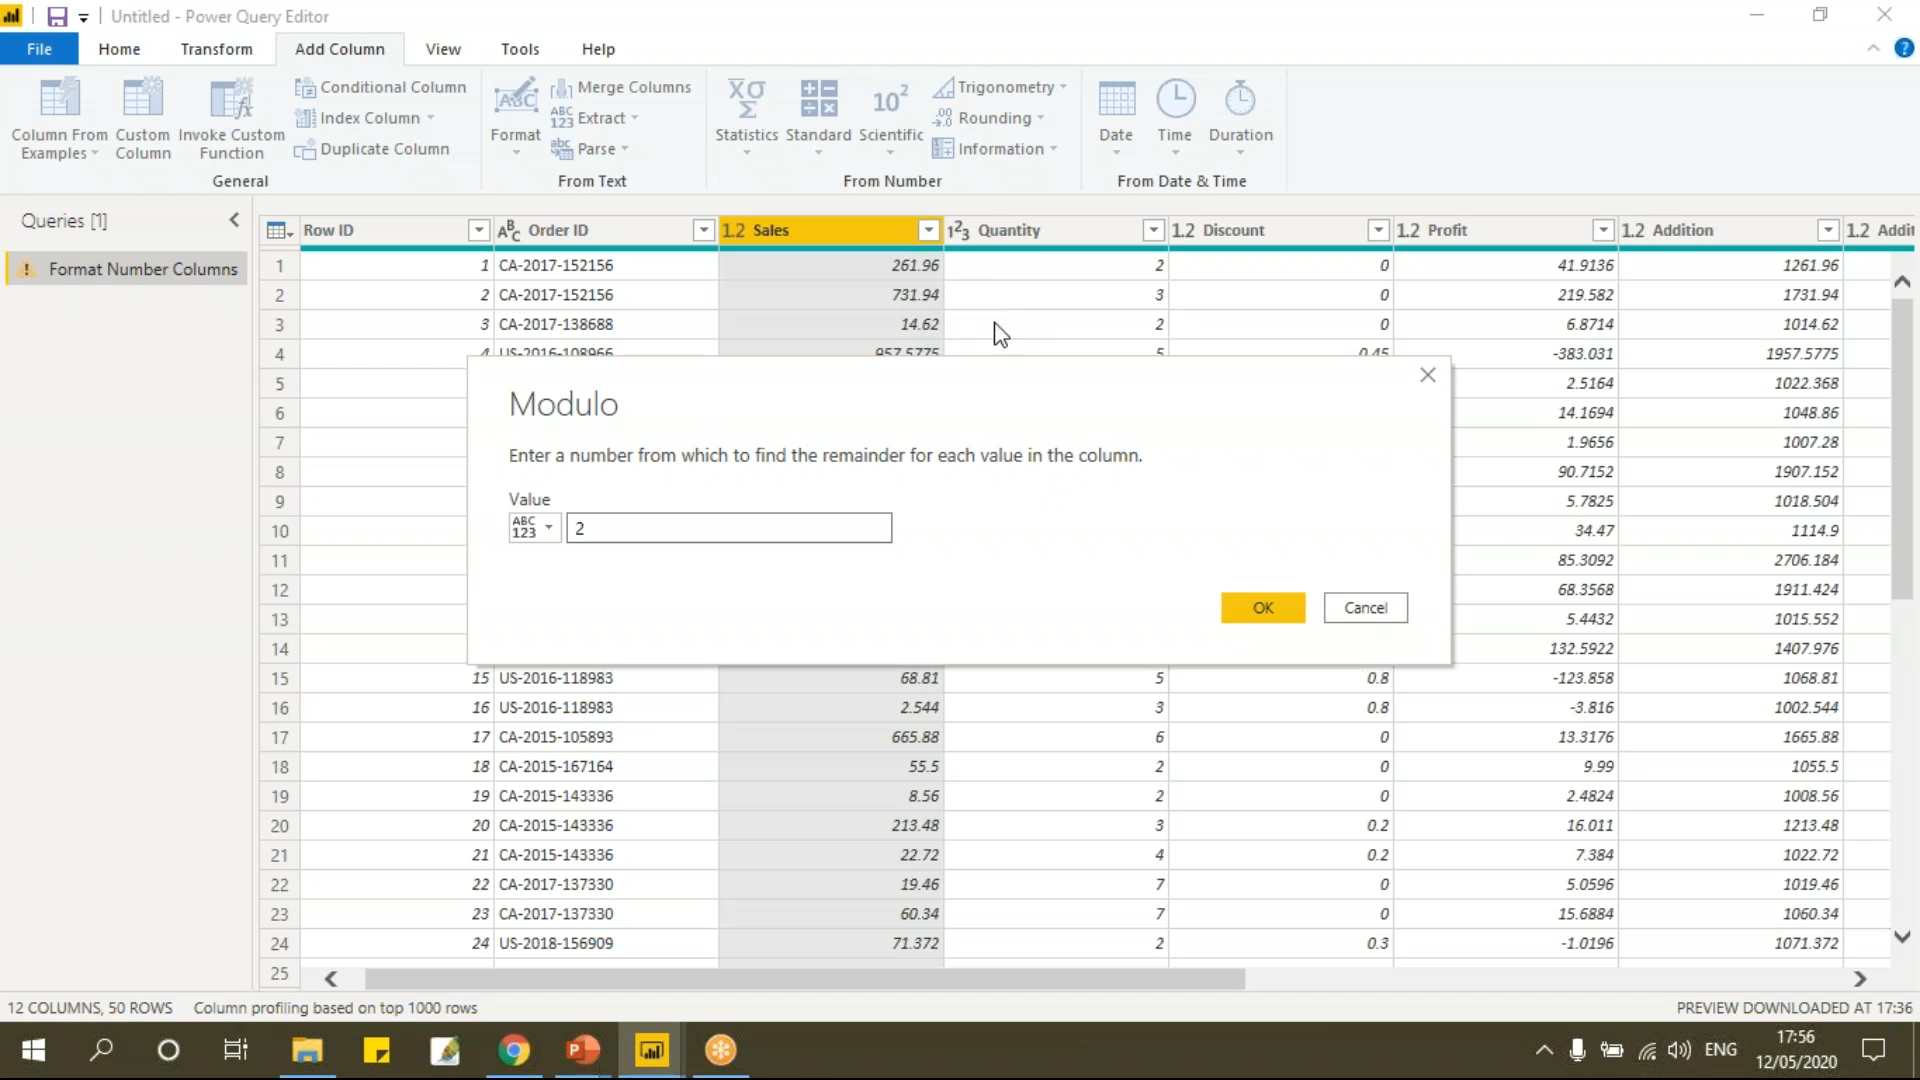 Untitled - Power Query Editor
File Home Transform Add Column View Tools Help
Column From Examples
Custom Column
Invoke Custom Function
Conditional Column
Index Column
Duplicate Column
General
Format
Merge Columns
Extract
Parse
From Text
Statistics
Standard
Scientific
Trigonometry
Rounding
Information
From Number
Date
Time
Duration
From Date & Time
Queries [1]
Format Number Columns
Row ID Order ID 1.2 Sales 123 Quantity 1.2 Discount 1.2 Profit 1.2 Addition 1.2 Addit
1 1 CA-2017-152156 261.96 2 0 41.9136 1261.96
2 2 CA-2017-152156 731.94 3 0 219.582 1731.94
3 3 CA-2017-138688 14.62 2 0 6.8714 1014.62
4 4 US-2016-108966 957.5775 5 0.45 -383.031 1957.5775
5 2.5164 1022.368
6 14.1694 1048.86
7 1.9656 1007.28
8 90.7152 1907.152
9 5.7825 1018.504
10 34.47 1114.9
11 85.3092 2706.184
12 68.3568 1911.424
13 5.4432 1015.552
14 132.5922 1407.976
Modulo
Enter a number from which to find the remainder for each value in the column.
Value
ABC 123 2
OK Cancel
15 15 US-2016-118983 68.81 5 0.8 -123.858 1068.81
16 16 US-2016-118983 2.544 3 0.8 -3.816 1002.544
17 17 CA-2015-105893 665.88 6 0 13.3176 1665.88
18 18 CA-2015-167164 55.5 2 0 9.99 1055.5
19 19 CA-2015-143336 8.56 2 0 2.4824 1008.56
20 20 CA-2015-143336 213.48 3 0.2 16.011 1213.48
21 21 CA-2015-143336 22.72 4 0.2 7.384 1022.72
22 22 CA-2017-137330 19.46 7 0 5.0596 1019.46
23 23 CA-2017-137330 60.34 7 0 15.6884 1060.34
24 24 US-2018-156909 71.372 2 0.3 -1.0196 1071.372
25
12 COLUMNS, 50 ROWS Column profiling based on top 1000 rows PREVIEW DOWNLOADED AT 17:36
ENG 17:56
12/05/2020